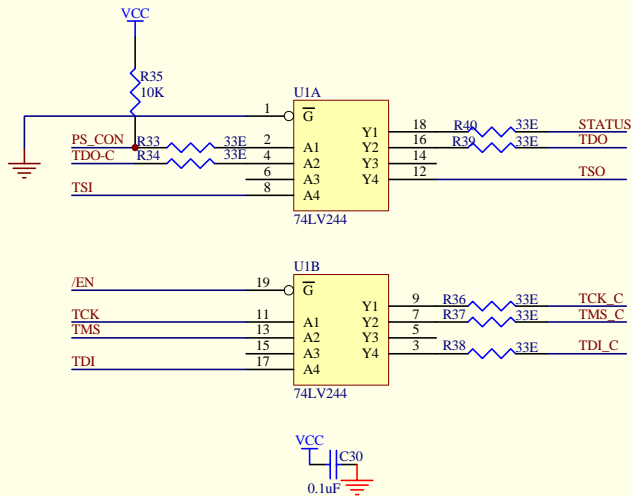 VCC
R35
10K
U1A
1 G
PS_CON R33 33E 2 A1 Y1 18 R40 33E STATUS
TDO-C R34 33E 4 A2 Y2 16 R39 33E TDO
6 A3 Y3 14
TSI 8 A4 Y4 12 TSO
74LV244
U1B
/EN 19 G
Y1 9 R36 33E TCK_C
TCK 11 A1 Y2 7 R37 33E TMS_C
TMS 13 A2 Y3 5
15 A3 Y4 3 R38 33E TDI_C
TDI 17 A4
74LV244
VCC
C30
0.1uF